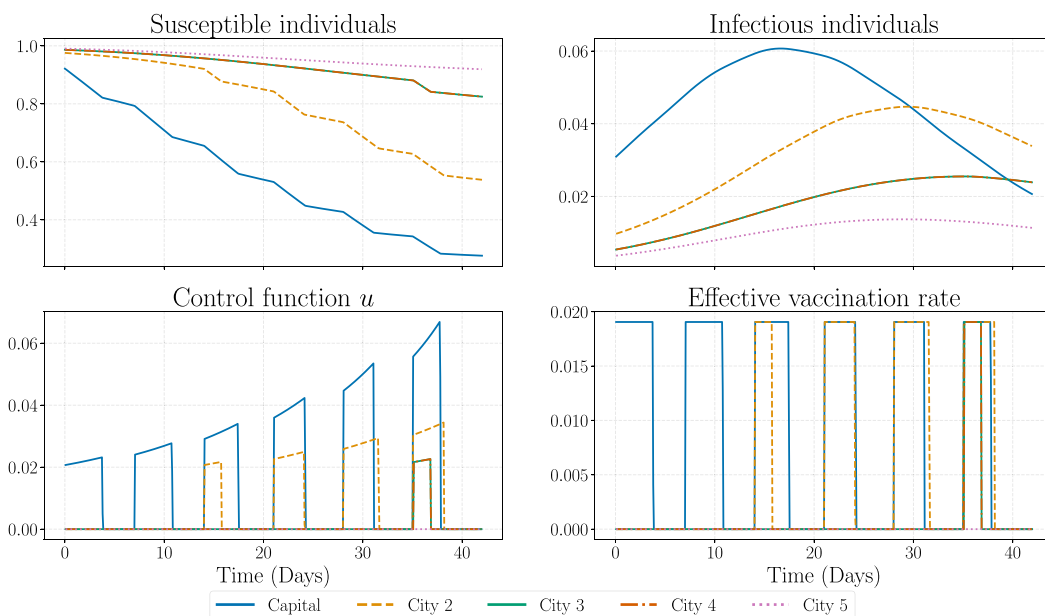 Susceptible individuals
1.0
0.8
0.6
0.4
Infectious individuals
0.06
0.04
0.02
Control function u
0.06
0.04
0.02
0.00
0 10 20 30 40
Time (Days)
Effective vaccination rate
0.020
0.015
0.010
0.005
0.000
0 10 20 30 40
Time (Days)
Capital City 2 City 3 City 4 City 5